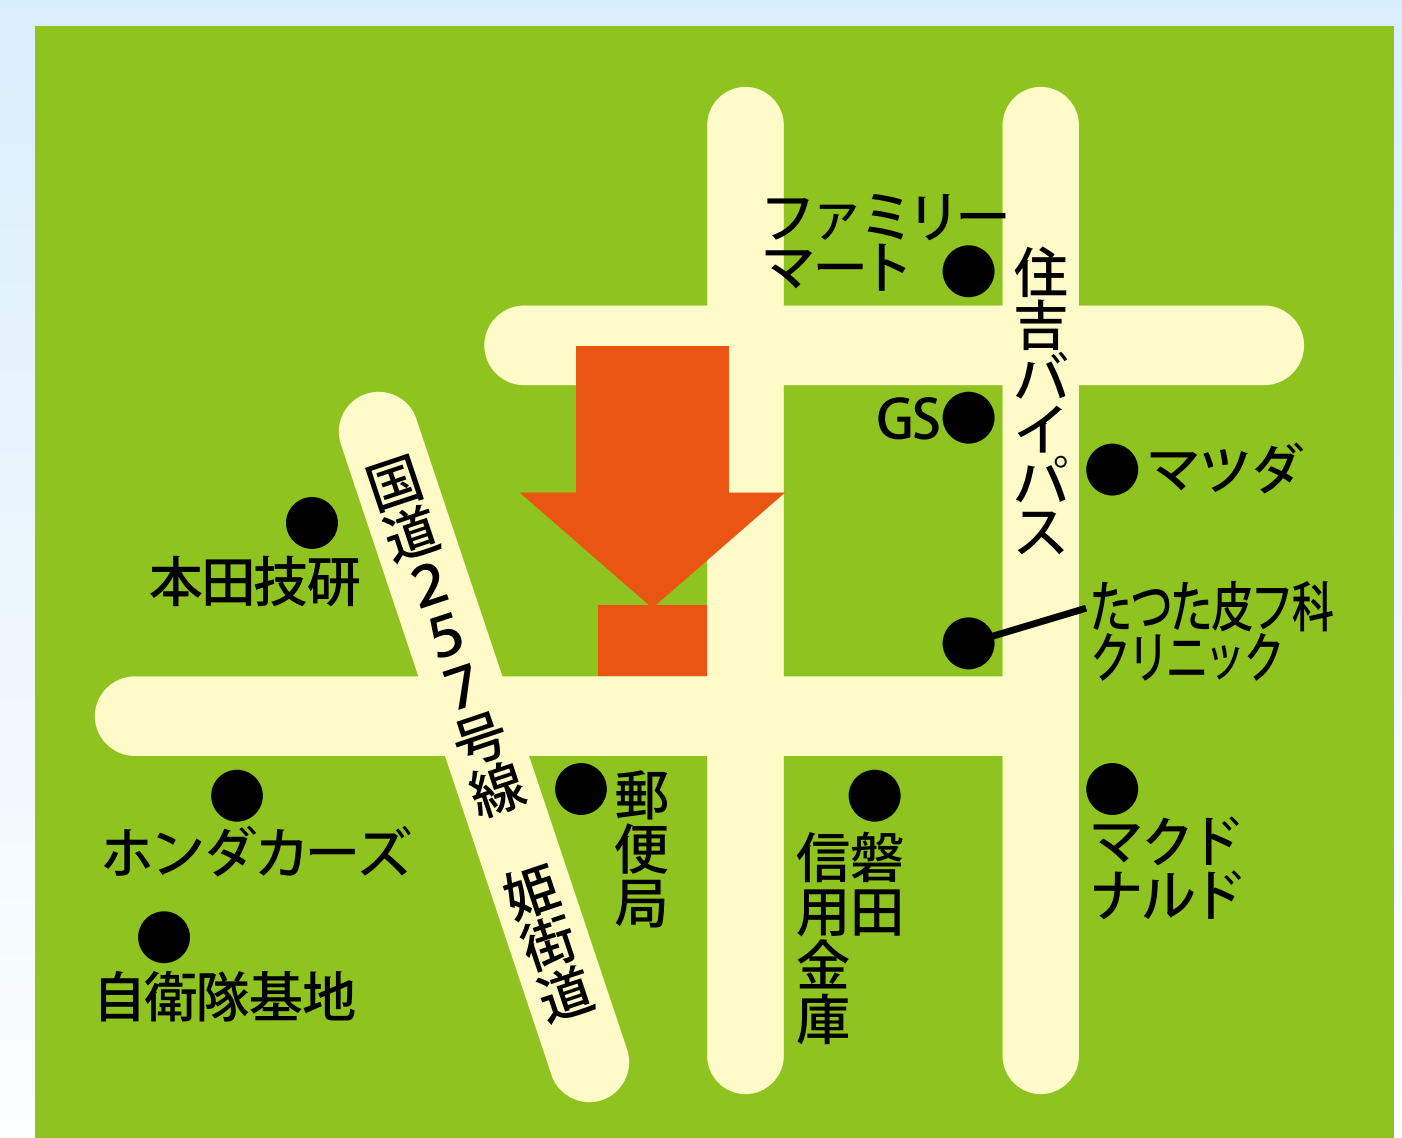 ファミリー
マート
住吉バイパス
GS
マツダ
国道257号線 姫街道
本田技研
たつた皮フ科
クリニック
ホンダカーズ
郵便局
磐田
信用金庫
マクド
ナルド
自衛隊基地